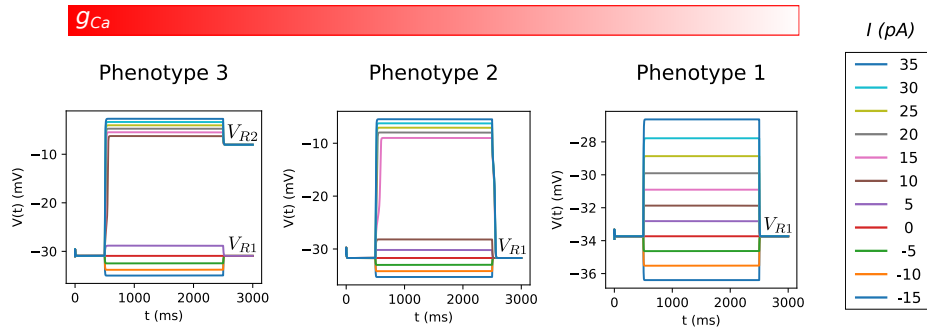 g_Ca
I (pA)
Phenotype 3
Phenotype 2
Phenotype 1
35
30
25
20
15
10
5
0
-5
-10
-15
V(t) (mV)
−10
−20
−30
V_R2
V_R1
0 1000 2000 3000
t (ms)
V(t) (mV)
−10
−20
−30
V_R1
0 1000 2000 3000
t (ms)
V(t) (mV)
−28
−30
−32
−34
−36
V_R1
0 1000 2000 3000
t (ms)